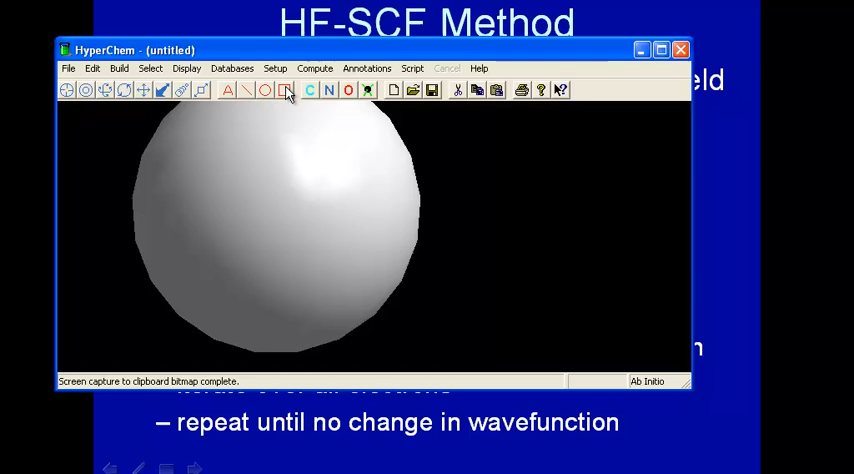 HF-SCF Method
HyperChem - (untitled)
eld
File Edit Build Select Display Databases Setup Compute Annotations Script Cancel Help
A C N O ?
n
Screen capture to clipboard bitmap complete. Ab Initio
– repeat until no change in wavefunction